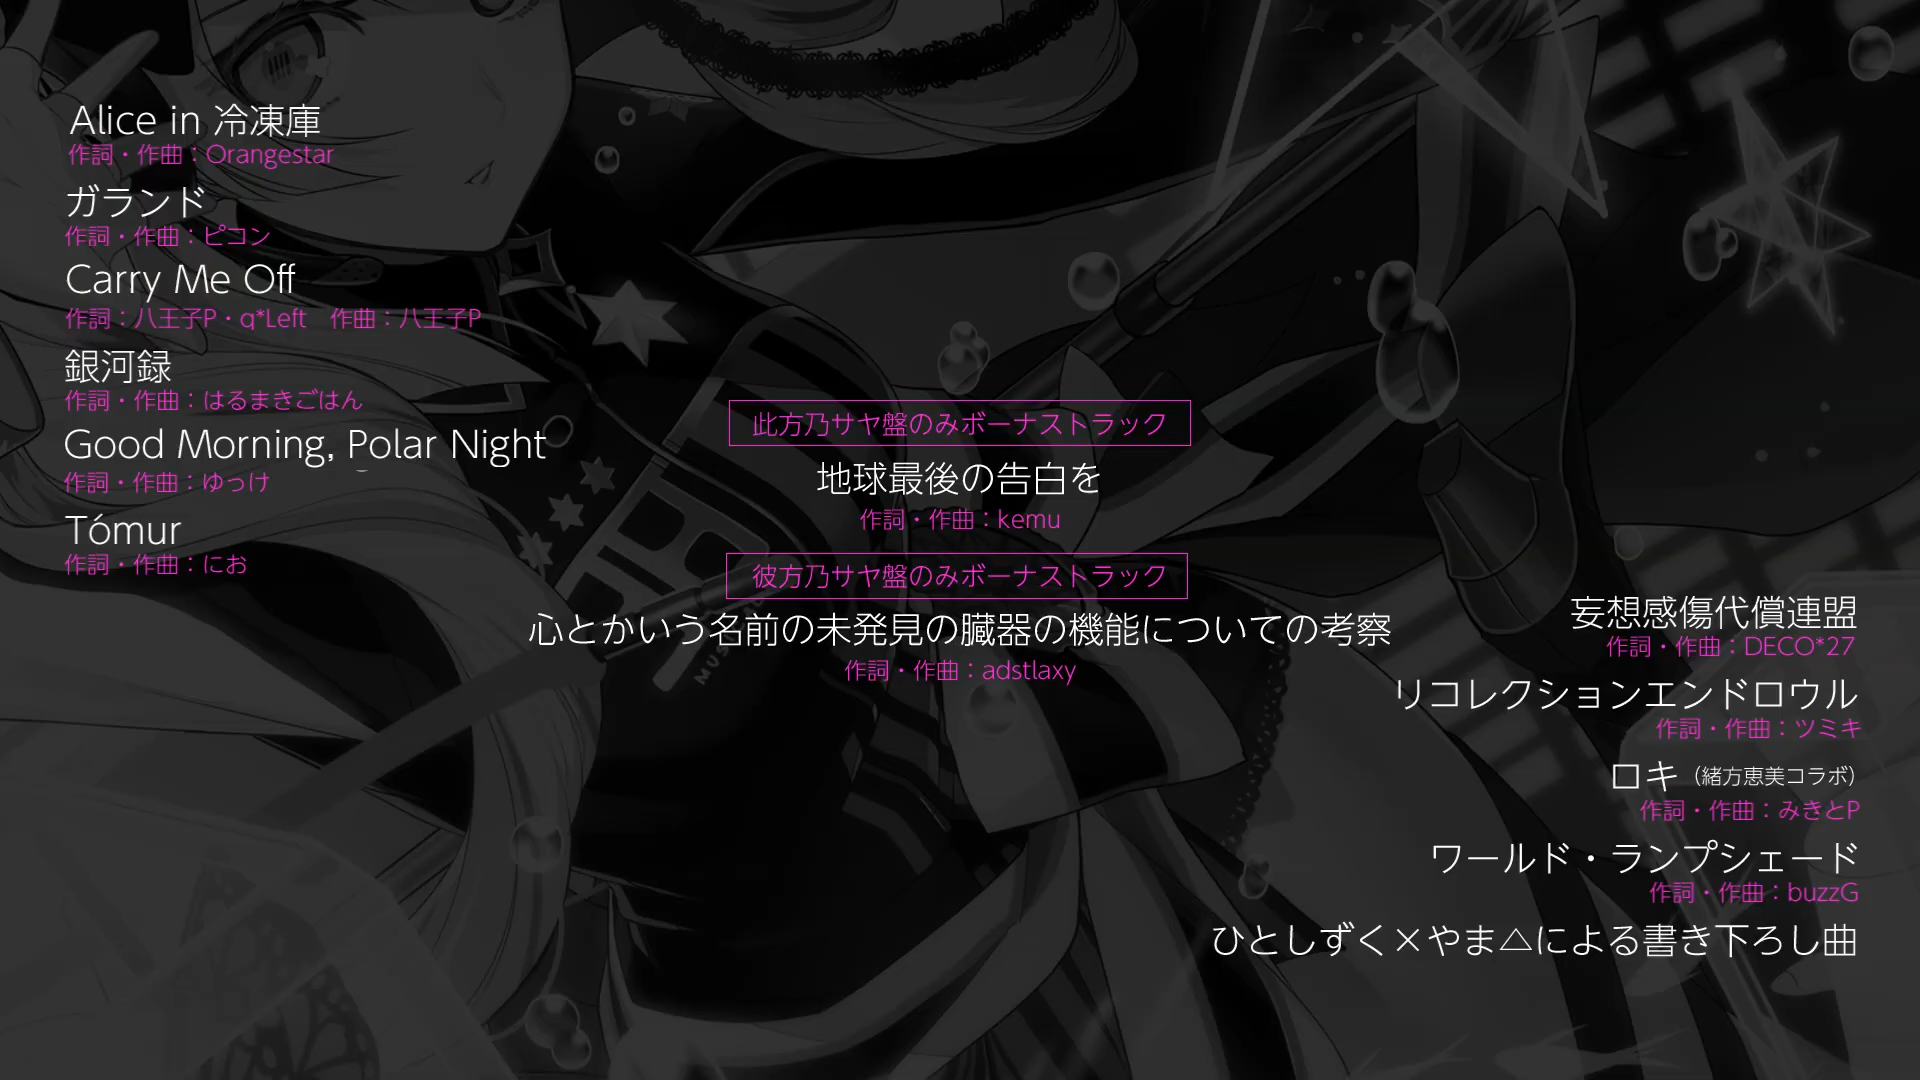 Alice in 冷凍庫
作詞・作曲：Orangestar
ガランド
作詞・作曲：ピコン
Carry Me Off
作詞：八王子P・q*Left　作曲：八王子P
銀河録
作詞・作曲：はるまきごはん
Good Morning, Polar Night
作詞・作曲：ゆっけ
Tómur
作詞・作曲：にお
此方乃サヤ盤のみボーナストラック
地球最後の告白を
作詞・作曲：kemu
彼方乃サヤ盤のみボーナストラック
心とかいう名前の未発見の臓器の機能についての考察
作詞・作曲：adstlaxy
妄想感傷代償連盟
作詞・作曲：DECO*27
リコレクションエンドロウル
作詞・作曲：ツミキ
ロキ（緒方恵美コラボ）
作詞・作曲：みきとP
ワールド・ランプシェード
作詞・作曲：buzzG
ひとしずく×やま△による書き下ろし曲